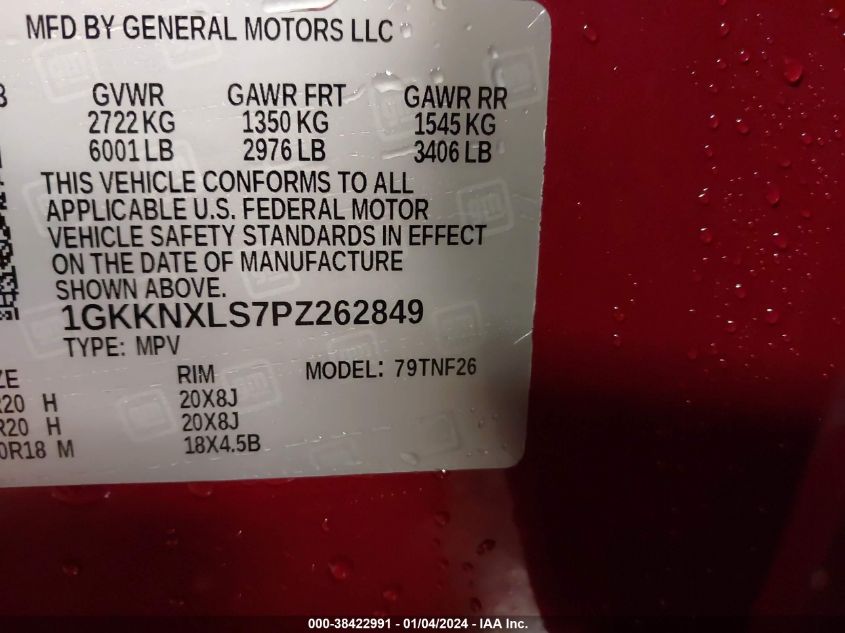 MFD BY GENERAL MOTORS LLC
GVWR GAWR FRT GAWR RR
2722 KG 1350 KG 1545 KG
6001 LB 2976 LB 3406 LB
THIS VEHICLE CONFORMS TO ALL
APPLICABLE U.S. FEDERAL MOTOR
VEHICLE SAFETY STANDARDS IN EFFECT
ON THE DATE OF MANUFACTURE
SHOWN ABOVE.
1GKKNXLS7PZ262849
TYPE: MPV
RIM MODEL: 79TNF26
R20 H 20X8J
R20 H 20X8J
0R18 M 18X4.5B
000-38422991 - 01/04/2024 - IAA Inc.